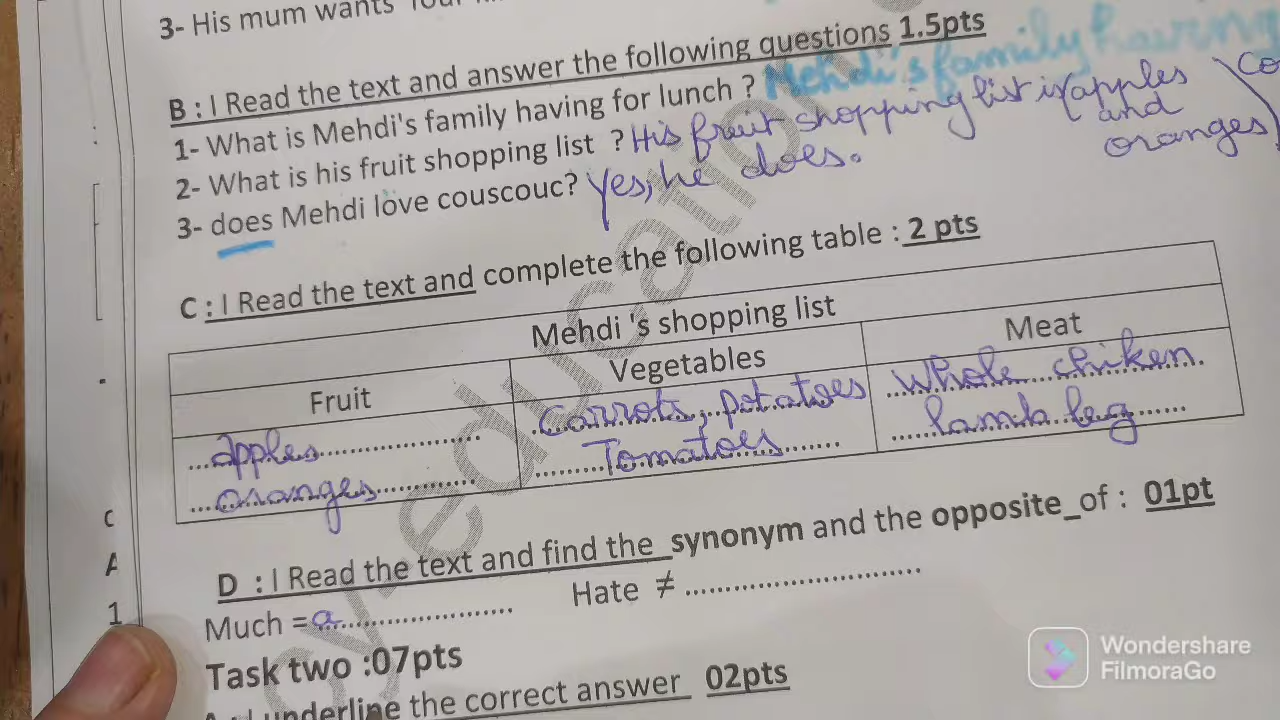 3- His mum wants
B : I Read the text and answer the following questions 1.5pts
1- What is Mehdi's family having for lunch ? Mehdi's family having
2- What is his fruit shopping list ? His fruit shopping list is apples and oranges
3- does Mehdi love couscouc? Yes, he does.
C : I Read the text and complete the following table : 2 pts
Mehdi 's shopping list
Fruit Vegetables Meat
apples carrots, potatoes Whole chiken.
oranges Tomatoes lamb leg
D : I Read the text and find the synonym and the opposite_of : 01pt
Much = a.................... Hate ≠ ............................
Task two :07pts
underline the correct answer 02pts
Wondershare
FilmoraGo